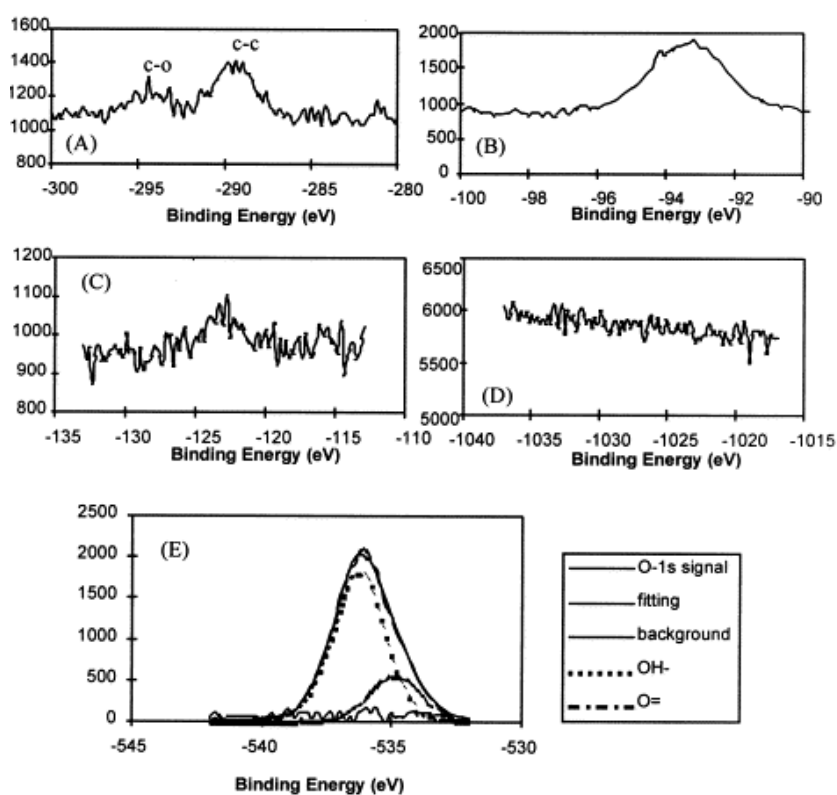 1600
1400
1200
1000
800
c-o
c-c
(A)
-300 -295 -290 -285 -280
Binding Energy (eV)
2000
1500
1000
500
0
(B)
-100 -98 -96 -94 -92 -90
Binding Energy (eV)
1200
1100
1000
900
800
(C)
-135 -130 -125 -120 -115 -110
Binding Energy (eV)
6500
6000
5500
5000
(D)
-1040 -1035 -1030 -1025 -1020 -1015
Binding Energy (eV)
2500
2000
1500
1000
500
0
(E)
-545 -540 -535 -530
Binding Energy (eV)
O-1s signal
fitting
background
OH-
O=